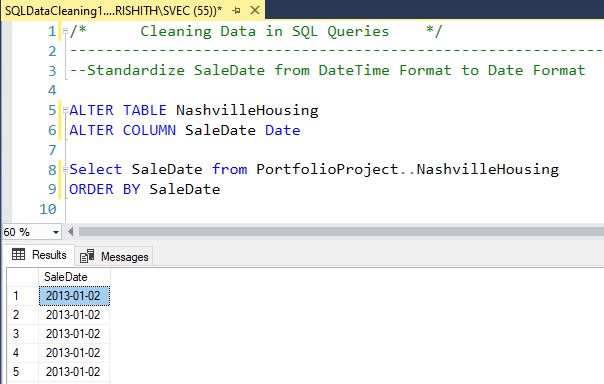 SQLDataCleaning1....RISHITH\SVEC (55))*
1 /* Cleaning Data in SQL Queries */
2 ----------------------------------------------------------------------
3 --Standardize SaleDate from DateTime Format to Date Format
4
5 ALTER TABLE NashvilleHousing
6 ALTER COLUMN SaleDate Date
7
8 Select SaleDate from PortfolioProject..NashvilleHousing
9 ORDER BY SaleDate
10
60 %
Results Messages
SaleDate
1 2013-01-02
2 2013-01-02
3 2013-01-02
4 2013-01-02
5 2013-01-02